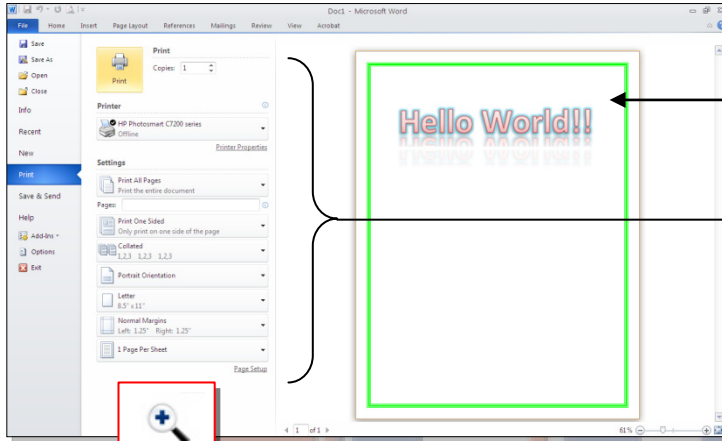 Doc1 - Microsoft Word
File Home Insert Page Layout References Mailings Review View Acrobat
Save
Save As
Open
Close
Info
Recent
New
Print
Save & Send
Help
Add-Ins
Options
Exit
Print
Copies: 1
Print
Printer
HP Photosmart C7200 series
Offline
Printer Properties
Settings
Print All Pages
Print the entire document
Pages:
Print One Sided
Only print on one side of the page
Collated
1,2,3 1,2,3 1,2,3
Portrait Orientation
Letter
8.5" x 11"
Normal Margins
Left: 1.25" Right: 1.25"
1 Page Per Sheet
Page Setup
Hello World!!
1 of 1
61%